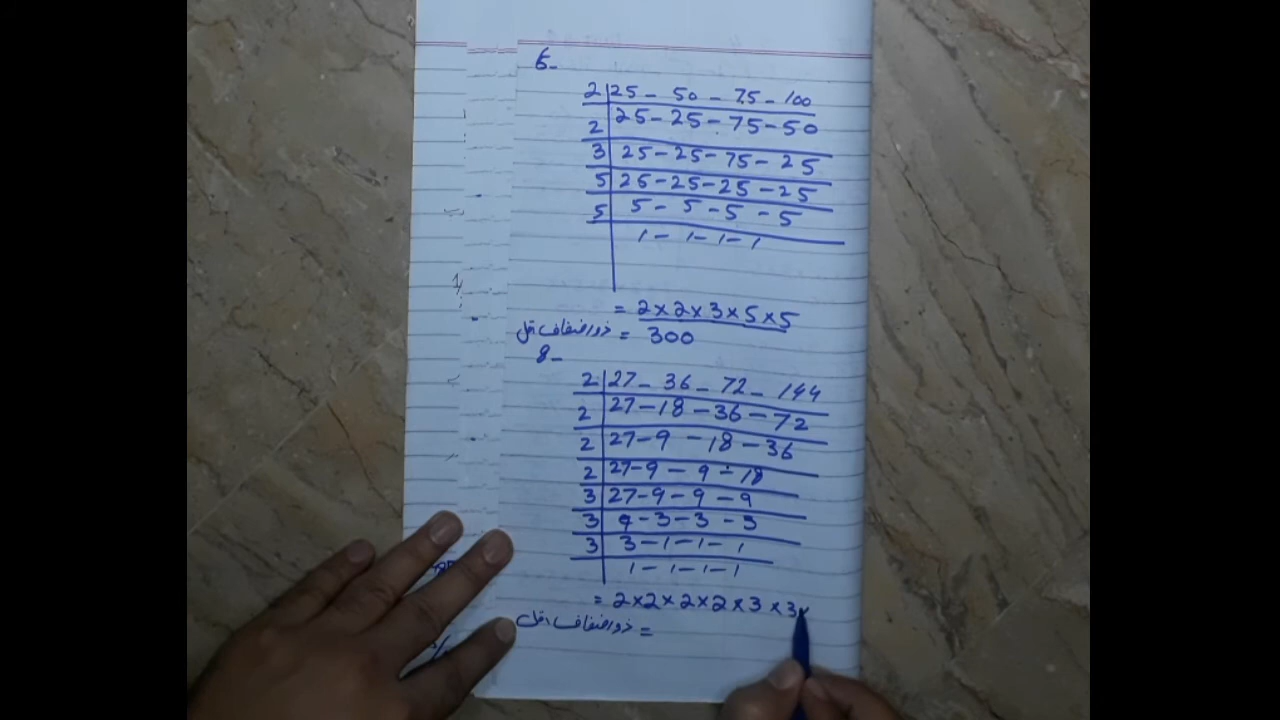 6-
2 | 25 - 50 - 75 - 100
2 | 25 - 25 - 75 - 50
3 | 25 - 25 - 75 - 25
5 | 25 - 25 - 25 - 25
5 | 5 - 5 - 5 - 5
1 - 1 - 1 - 1
= 2 × 2 × 3 × 5 × 5
ذواضعاف اقل = 300
8-
2 | 27 - 36 - 72 - 144
2 | 27 - 18 - 36 - 72
2 | 27 - 9 - 18 - 36
2 | 27 - 9 - 9 - 18
3 | 27 - 9 - 9 - 9
3 | 9 - 3 - 3 - 3
3 | 3 - 1 - 1 - 1
1 - 1 - 1 - 1
= 2 × 2 × 2 × 2 × 3 × 3 ×
ذواضعاف اقل =